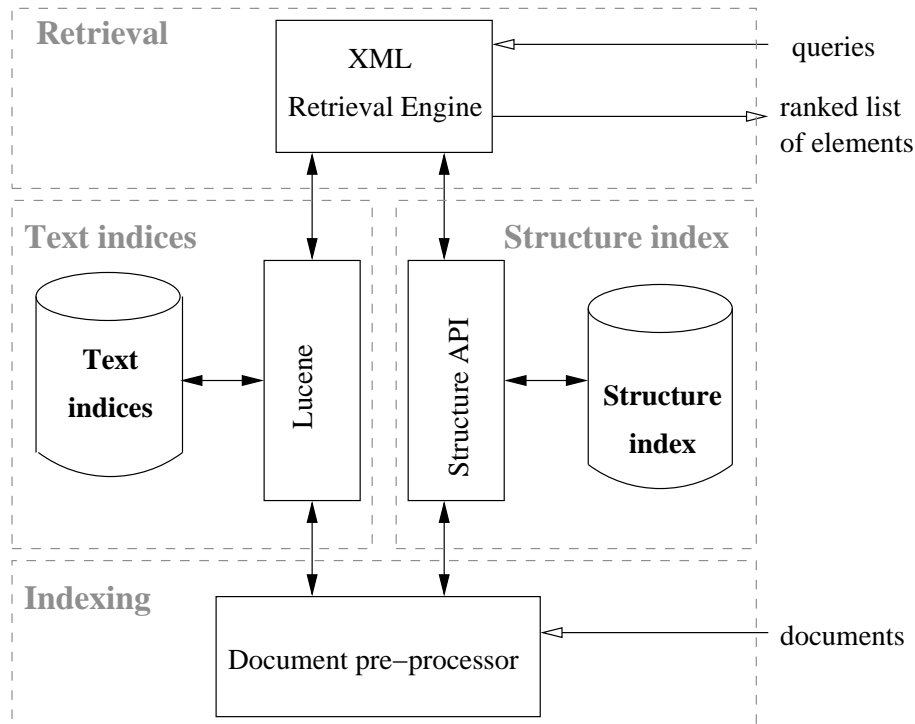 Retrieval
XML
Retrieval Engine
queries
ranked list
of elements
Text indices
Structure index
Text
indices
Lucene
Structure API
Structure
index
Indexing
Document pre−processor
documents